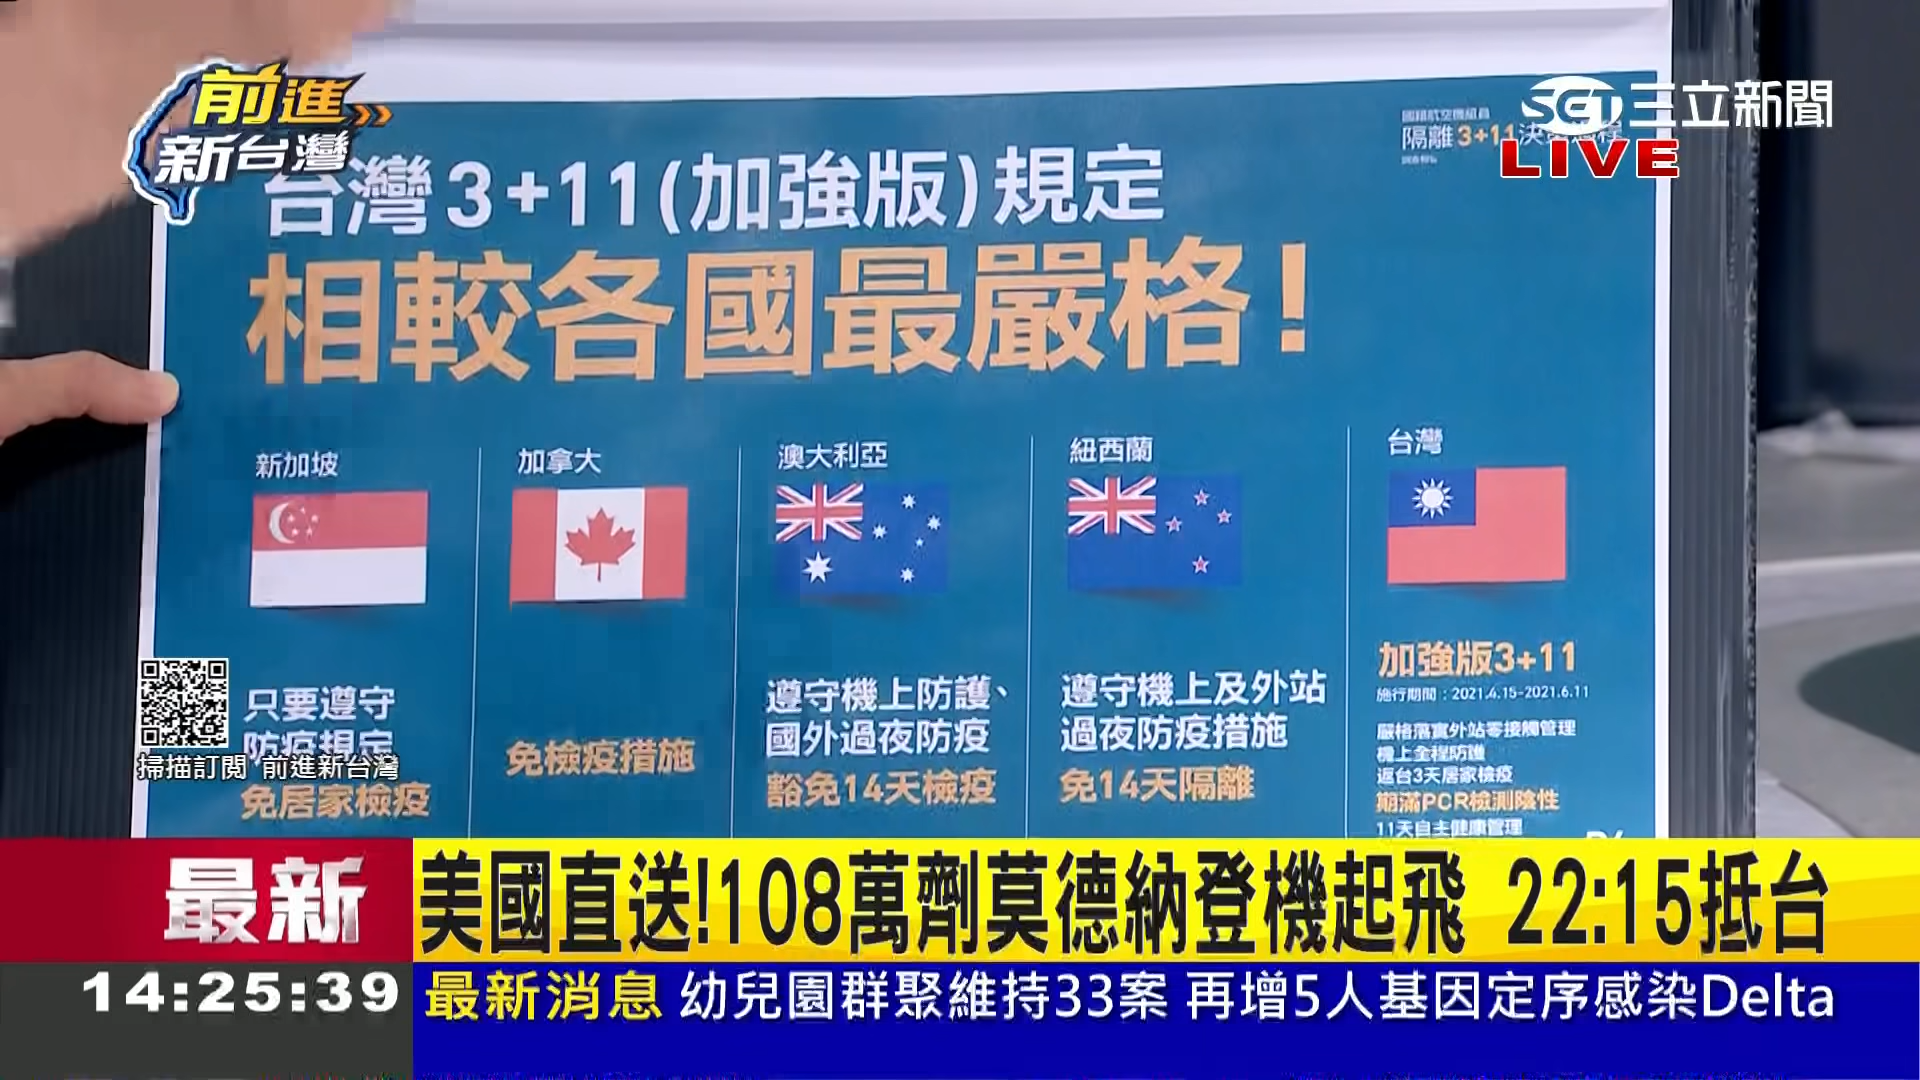 前進
新台灣
SET三立新聞
LIVE
國籍航空機組員
隔離3+11決策過程
台灣3+11(加強版)規定
相較各國最嚴格!
新加坡
加拿大
澳大利亞
紐西蘭
台灣
只要遵守
防疫規定
免居家檢疫
免檢疫措施
遵守機上防護、
國外過夜防疫
豁免14天檢疫
遵守機上及外站
過夜防疫措施
免14天隔離
加強版3+11
施行期間:2021.4.15-2021.6.11
嚴格落實外站零接觸管理
機上全程防護
返台3天居家檢疫
期滿PCR檢測陰性
11天自主健康管理
掃描訂閱 前進新台灣
最新
美國直送!108萬劑莫德納登機起飛 22:15抵台
14:25:39
最新消息 幼兒園群聚維持33案 再增5人基因定序感染Delta